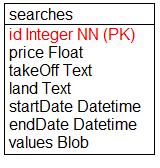 searches
id Integer NN (PK)
price Float
takeOff Text
land Text
startDate Datetime
endDate Datetime
values Blob